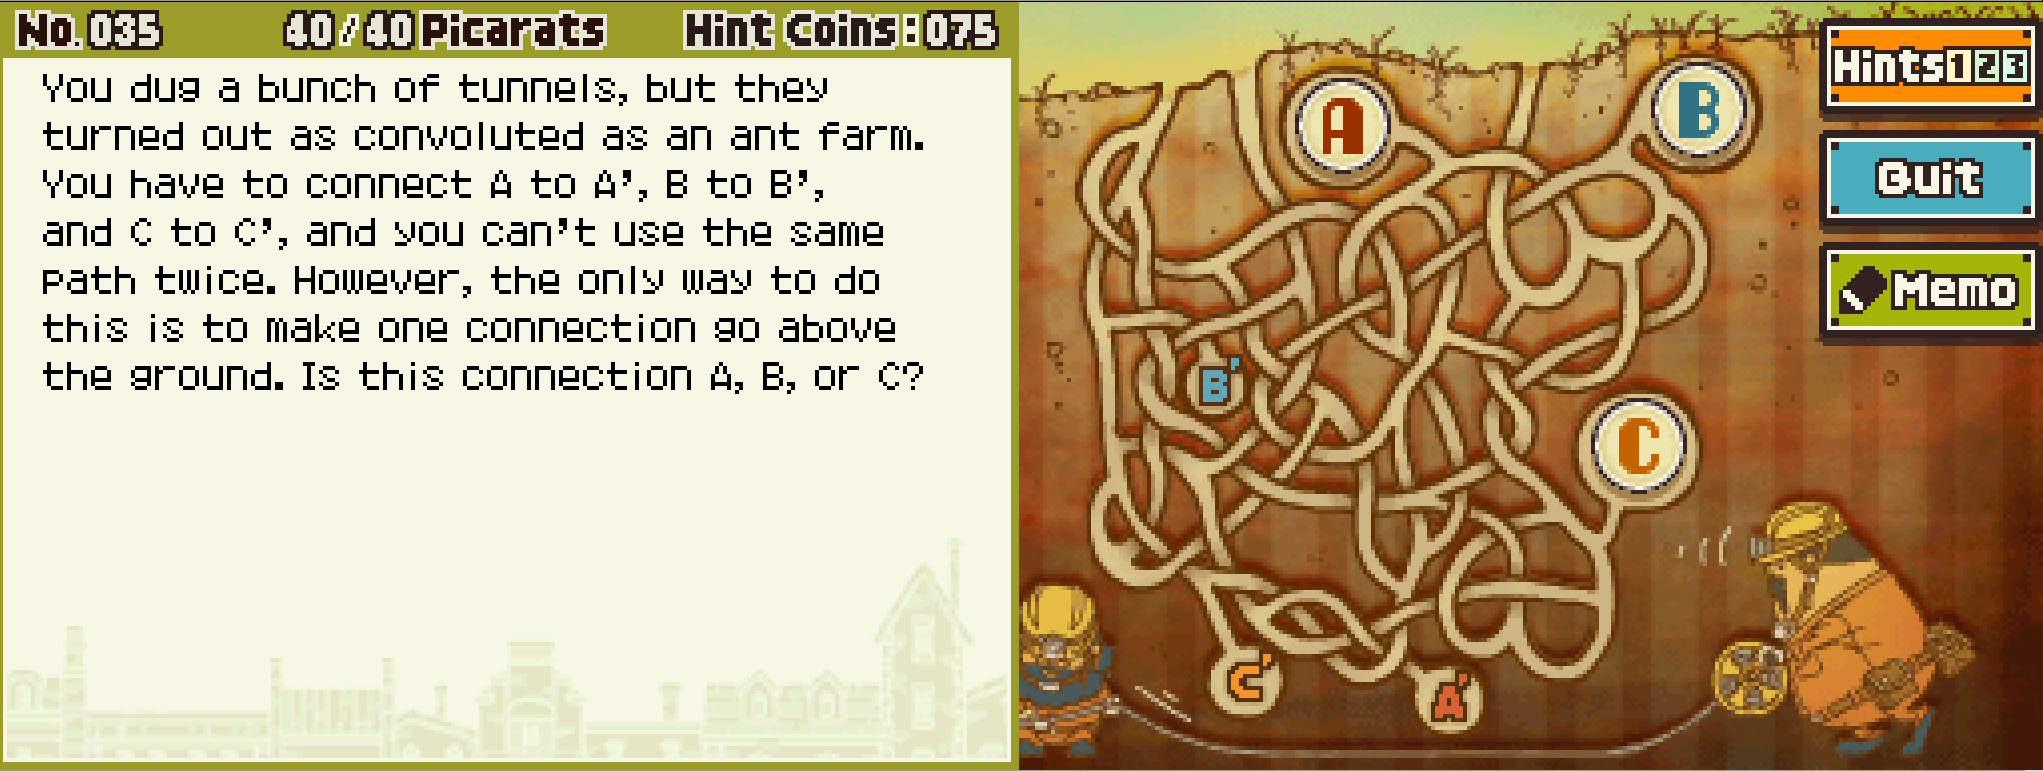 No.035 40/40 Picarats Hint Coins:075
You dug a bunch of tunnels, but they
turned out as convoluted as an ant farm.
You have to connect A to A', B to B',
and C to C', and you can't use the same
path twice. However, the only way to do
this is to make one connection go above
the ground. Is this connection A, B, or C?
Hints123
Quit
Memo
A
B
B'
C
C'
A'